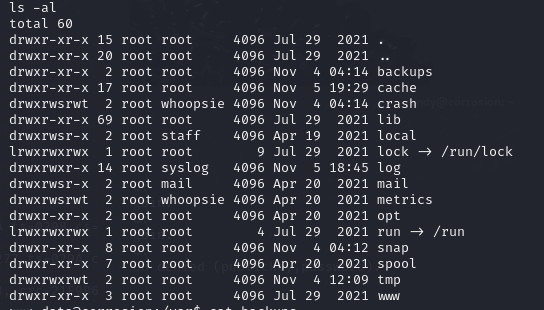 ls -al
total 60
drwxr-xr-x 15 root root     4096 Jul 29  2021 .
drwxr-xr-x 20 root root     4096 Jul 29  2021 ..
drwxr-xr-x  2 root root     4096 Nov  4 04:14 backups
drwxr-xr-x 17 root root     4096 Nov  5 19:29 cache
drwxrwsrwt  2 root whoopsie 4096 Nov  4 04:14 crash
drwxr-xr-x 69 root root     4096 Jul 29  2021 lib
drwxrwsr-x  2 root staff    4096 Apr 19  2021 local
lrwxrwxrwx  1 root root        9 Jul 29  2021 lock -> /run/lock
drwxrwxr-x 14 root syslog   4096 Nov  5 18:45 log
drwxrwsr-x  2 root mail     4096 Apr 20  2021 mail
drwxrwsrwt  2 root whoopsie 4096 Apr 20  2021 metrics
drwxr-xr-x  2 root root     4096 Apr 20  2021 opt
lrwxrwxrwx  1 root root        4 Jul 29  2021 run -> /run
drwxr-xr-x  8 root root     4096 Nov  4 04:12 snap
drwxr-xr-x  7 root root     4096 Apr 20  2021 spool
drwxrwxrwt  2 root root     4096 Nov  4 12:09 tmp
drwxr-xr-x  3 root root     4096 Jul 29  2021 www